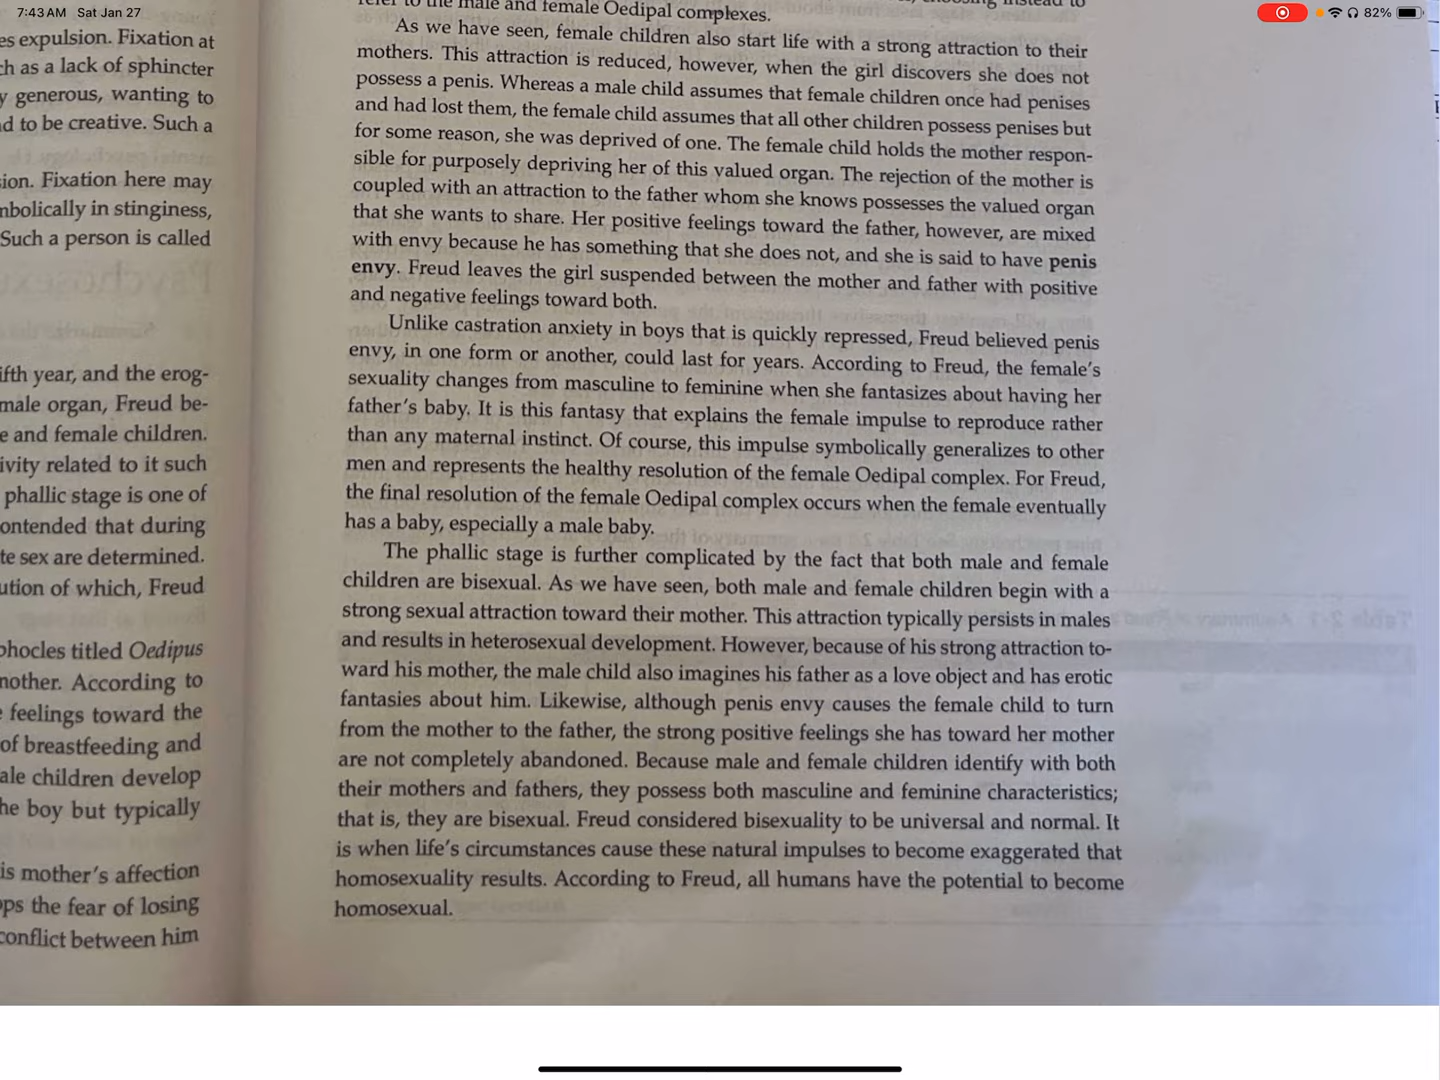 7:43 AM Sat Jan 27
82%
es expulsion. Fixation at
ch as a lack of sphincter
y generous, wanting to
d to be creative. Such a
sion. Fixation here may
mbolically in stinginess,
Such a person is called
ifth year, and the erog-
male organ, Freud be-
e and female children.
ivity related to it such
phallic stage is one of
ontended that during
te sex are determined.
ution of which, Freud
phocles titled Oedipus
nother. According to
e feelings toward the
of breastfeeding and
ale children develop
he boy but typically
is mother's affection
ops the fear of losing
conflict between him
refer to the male and female Oedipal complexes.
As we have seen, female children also start life with a strong attraction to their
mothers. This attraction is reduced, however, when the girl discovers she does not
possess a penis. Whereas a male child assumes that female children once had penises
and had lost them, the female child assumes that all other children possess penises but
for some reason, she was deprived of one. The female child holds the mother respon-
sible for purposely depriving her of this valued organ. The rejection of the mother is
coupled with an attraction to the father whom she knows possesses the valued organ
that she wants to share. Her positive feelings toward the father, however, are mixed
with envy because he has something that she does not, and she is said to have penis
envy. Freud leaves the girl suspended between the mother and father with positive
and negative feelings toward both.
Unlike castration anxiety in boys that is quickly repressed, Freud believed penis
envy, in one form or another, could last for years. According to Freud, the female's
sexuality changes from masculine to feminine when she fantasizes about having her
father's baby. It is this fantasy that explains the female impulse to reproduce rather
than any maternal instinct. Of course, this impulse symbolically generalizes to other
men and represents the healthy resolution of the female Oedipal complex. For Freud,
the final resolution of the female Oedipal complex occurs when the female eventually
has a baby, especially a male baby.
The phallic stage is further complicated by the fact that both male and female
children are bisexual. As we have seen, both male and female children begin with a
strong sexual attraction toward their mother. This attraction typically persists in males
and results in heterosexual development. However, because of his strong attraction to-
ward his mother, the male child also imagines his father as a love object and has erotic
fantasies about him. Likewise, although penis envy causes the female child to turn
from the mother to the father, the strong positive feelings she has toward her mother
are not completely abandoned. Because male and female children identify with both
their mothers and fathers, they possess both masculine and feminine characteristics;
that is, they are bisexual. Freud considered bisexuality to be universal and normal. It
is when life's circumstances cause these natural impulses to become exaggerated that
homosexuality results. According to Freud, all humans have the potential to become
homosexual.